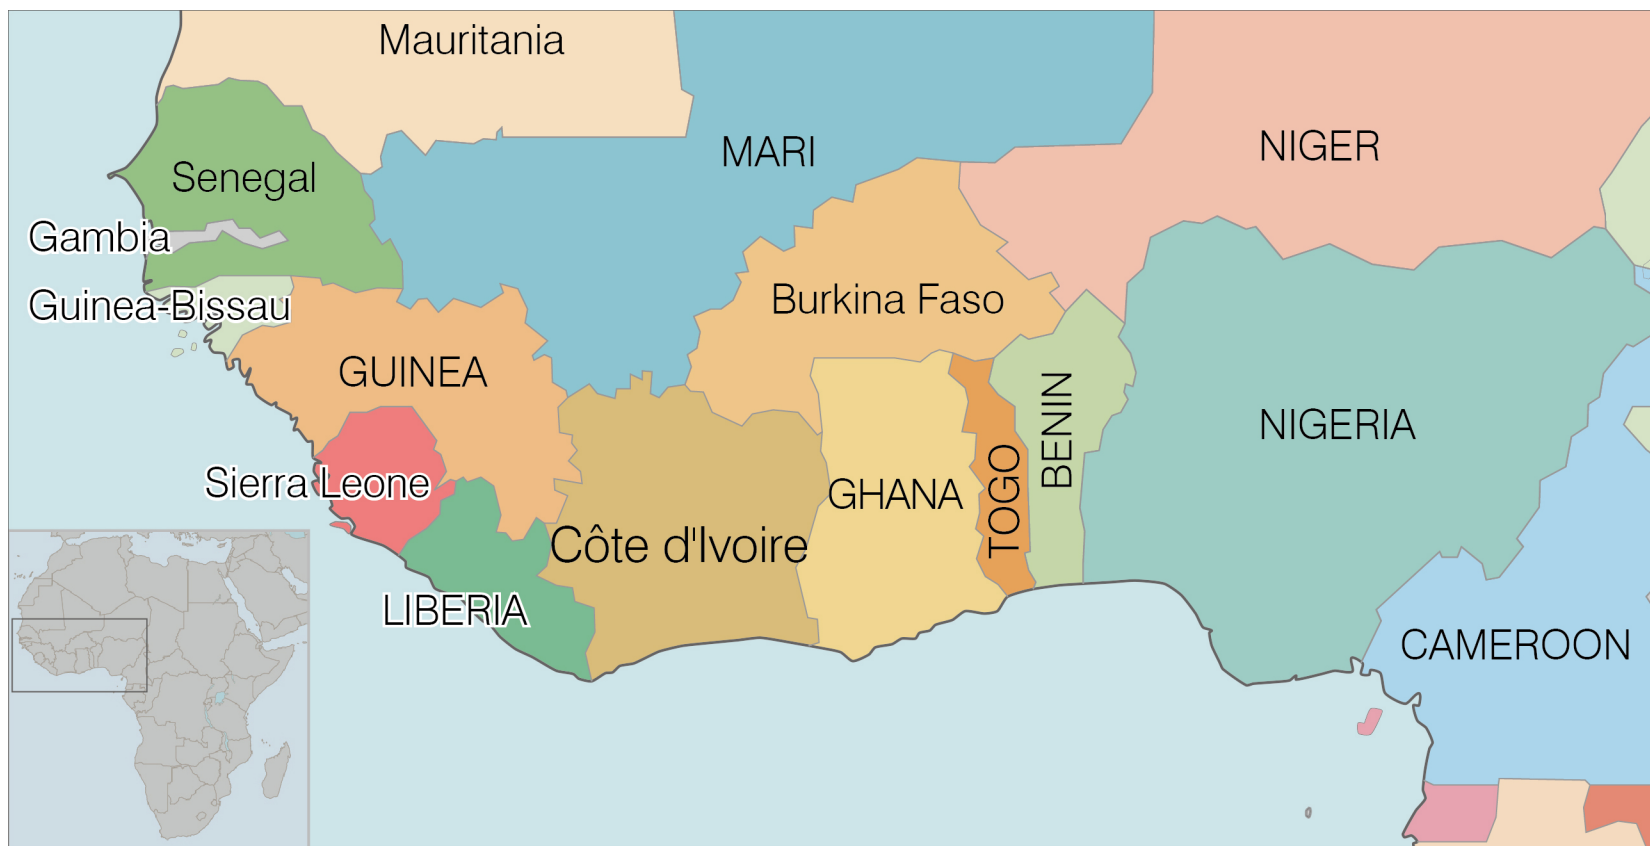 Mauritania
MARI
NIGER
Senegal
Gambia
Guinea-Bissau
Burkina Faso
GUINEA
BENIN
NIGERIA
Sierra Leone
GHANA
TOGO
Côte d'Ivoire
LIBERIA
CAMEROON